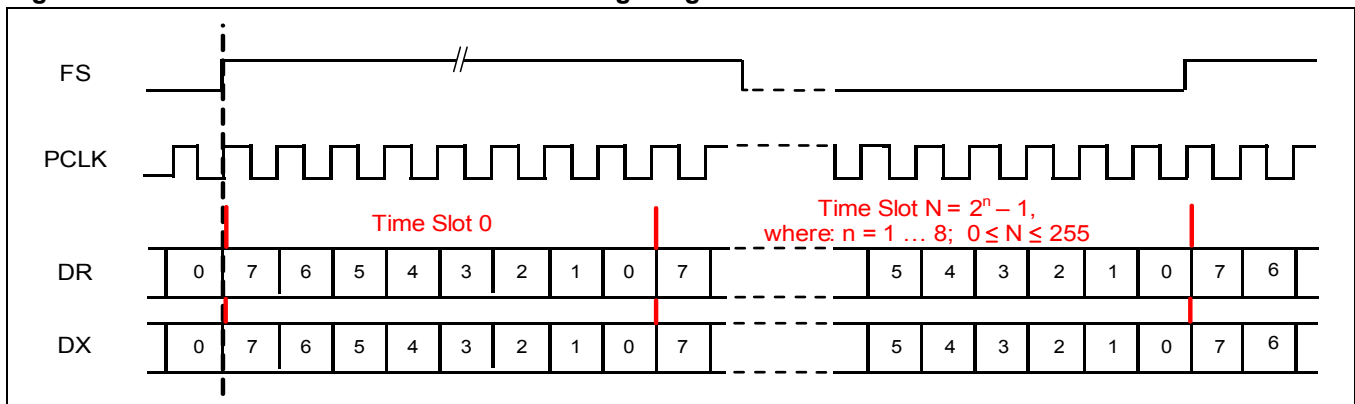 FS
PCLK
Time Slot 0
Time Slot N = 2ⁿ – 1,
where: n = 1 … 8; 0 ≤ N ≤ 255
DR 0 7 6 5 4 3 2 1 0 7 5 4 3 2 1 0 7 6
DX 0 7 6 5 4 3 2 1 0 7 5 4 3 2 1 0 7 6